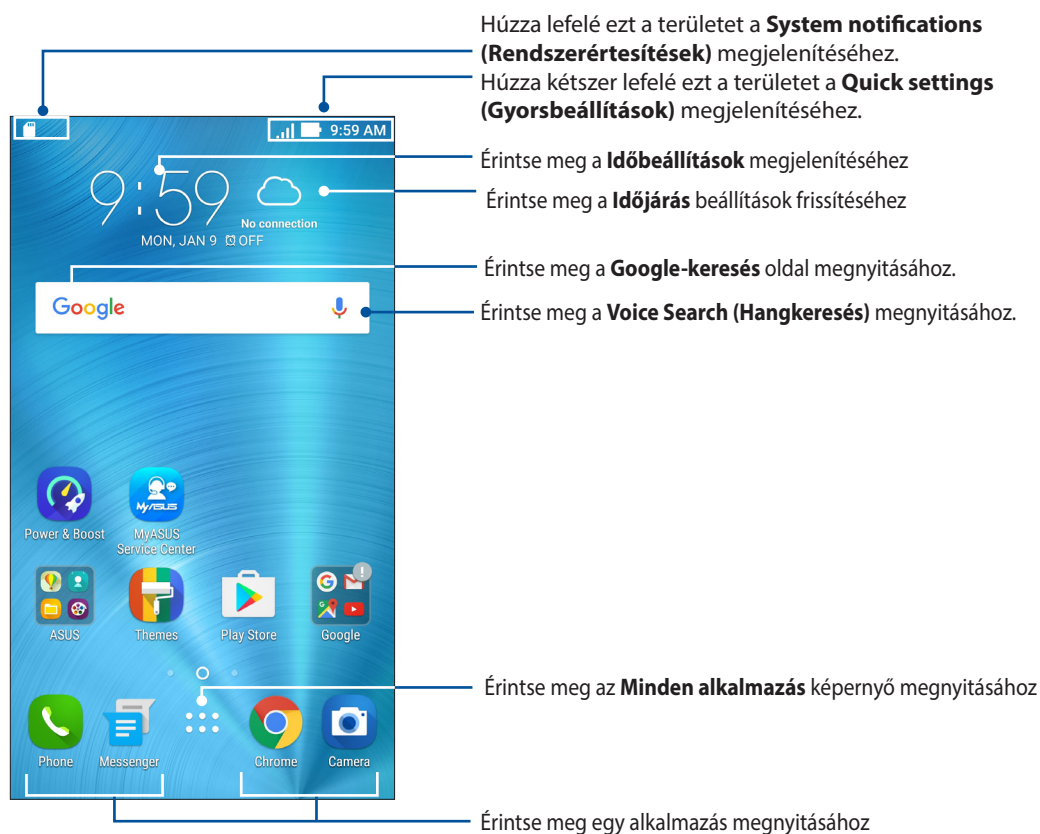 Húzza lefelé ezt a területet a System notifications
(Rendszerértesítések) megjelenítéséhez.
Húzza kétszer lefelé ezt a területet a Quick settings
(Gyorsbeállítások) megjelenítéséhez.
9:59 AM
Érintse meg a Időbeállítások megjelenítéséhez
9:59
Érintse meg a Időjárás beállítások frissítéséhez
No connection
MON, JAN 9 OFF
Érintse meg a Google-keresés oldal megnyitásához.
Google
Érintse meg a Voice Search (Hangkeresés) megnyitásához.
MyASUS
Power & Boost
MyASUS
Service Center
ASUS
Themes
Play Store
Google
Érintse meg az Minden alkalmazás képernyő megnyitásához
Phone
Messenger
Chrome
Camera
Érintse meg egy alkalmazás megnyitásához